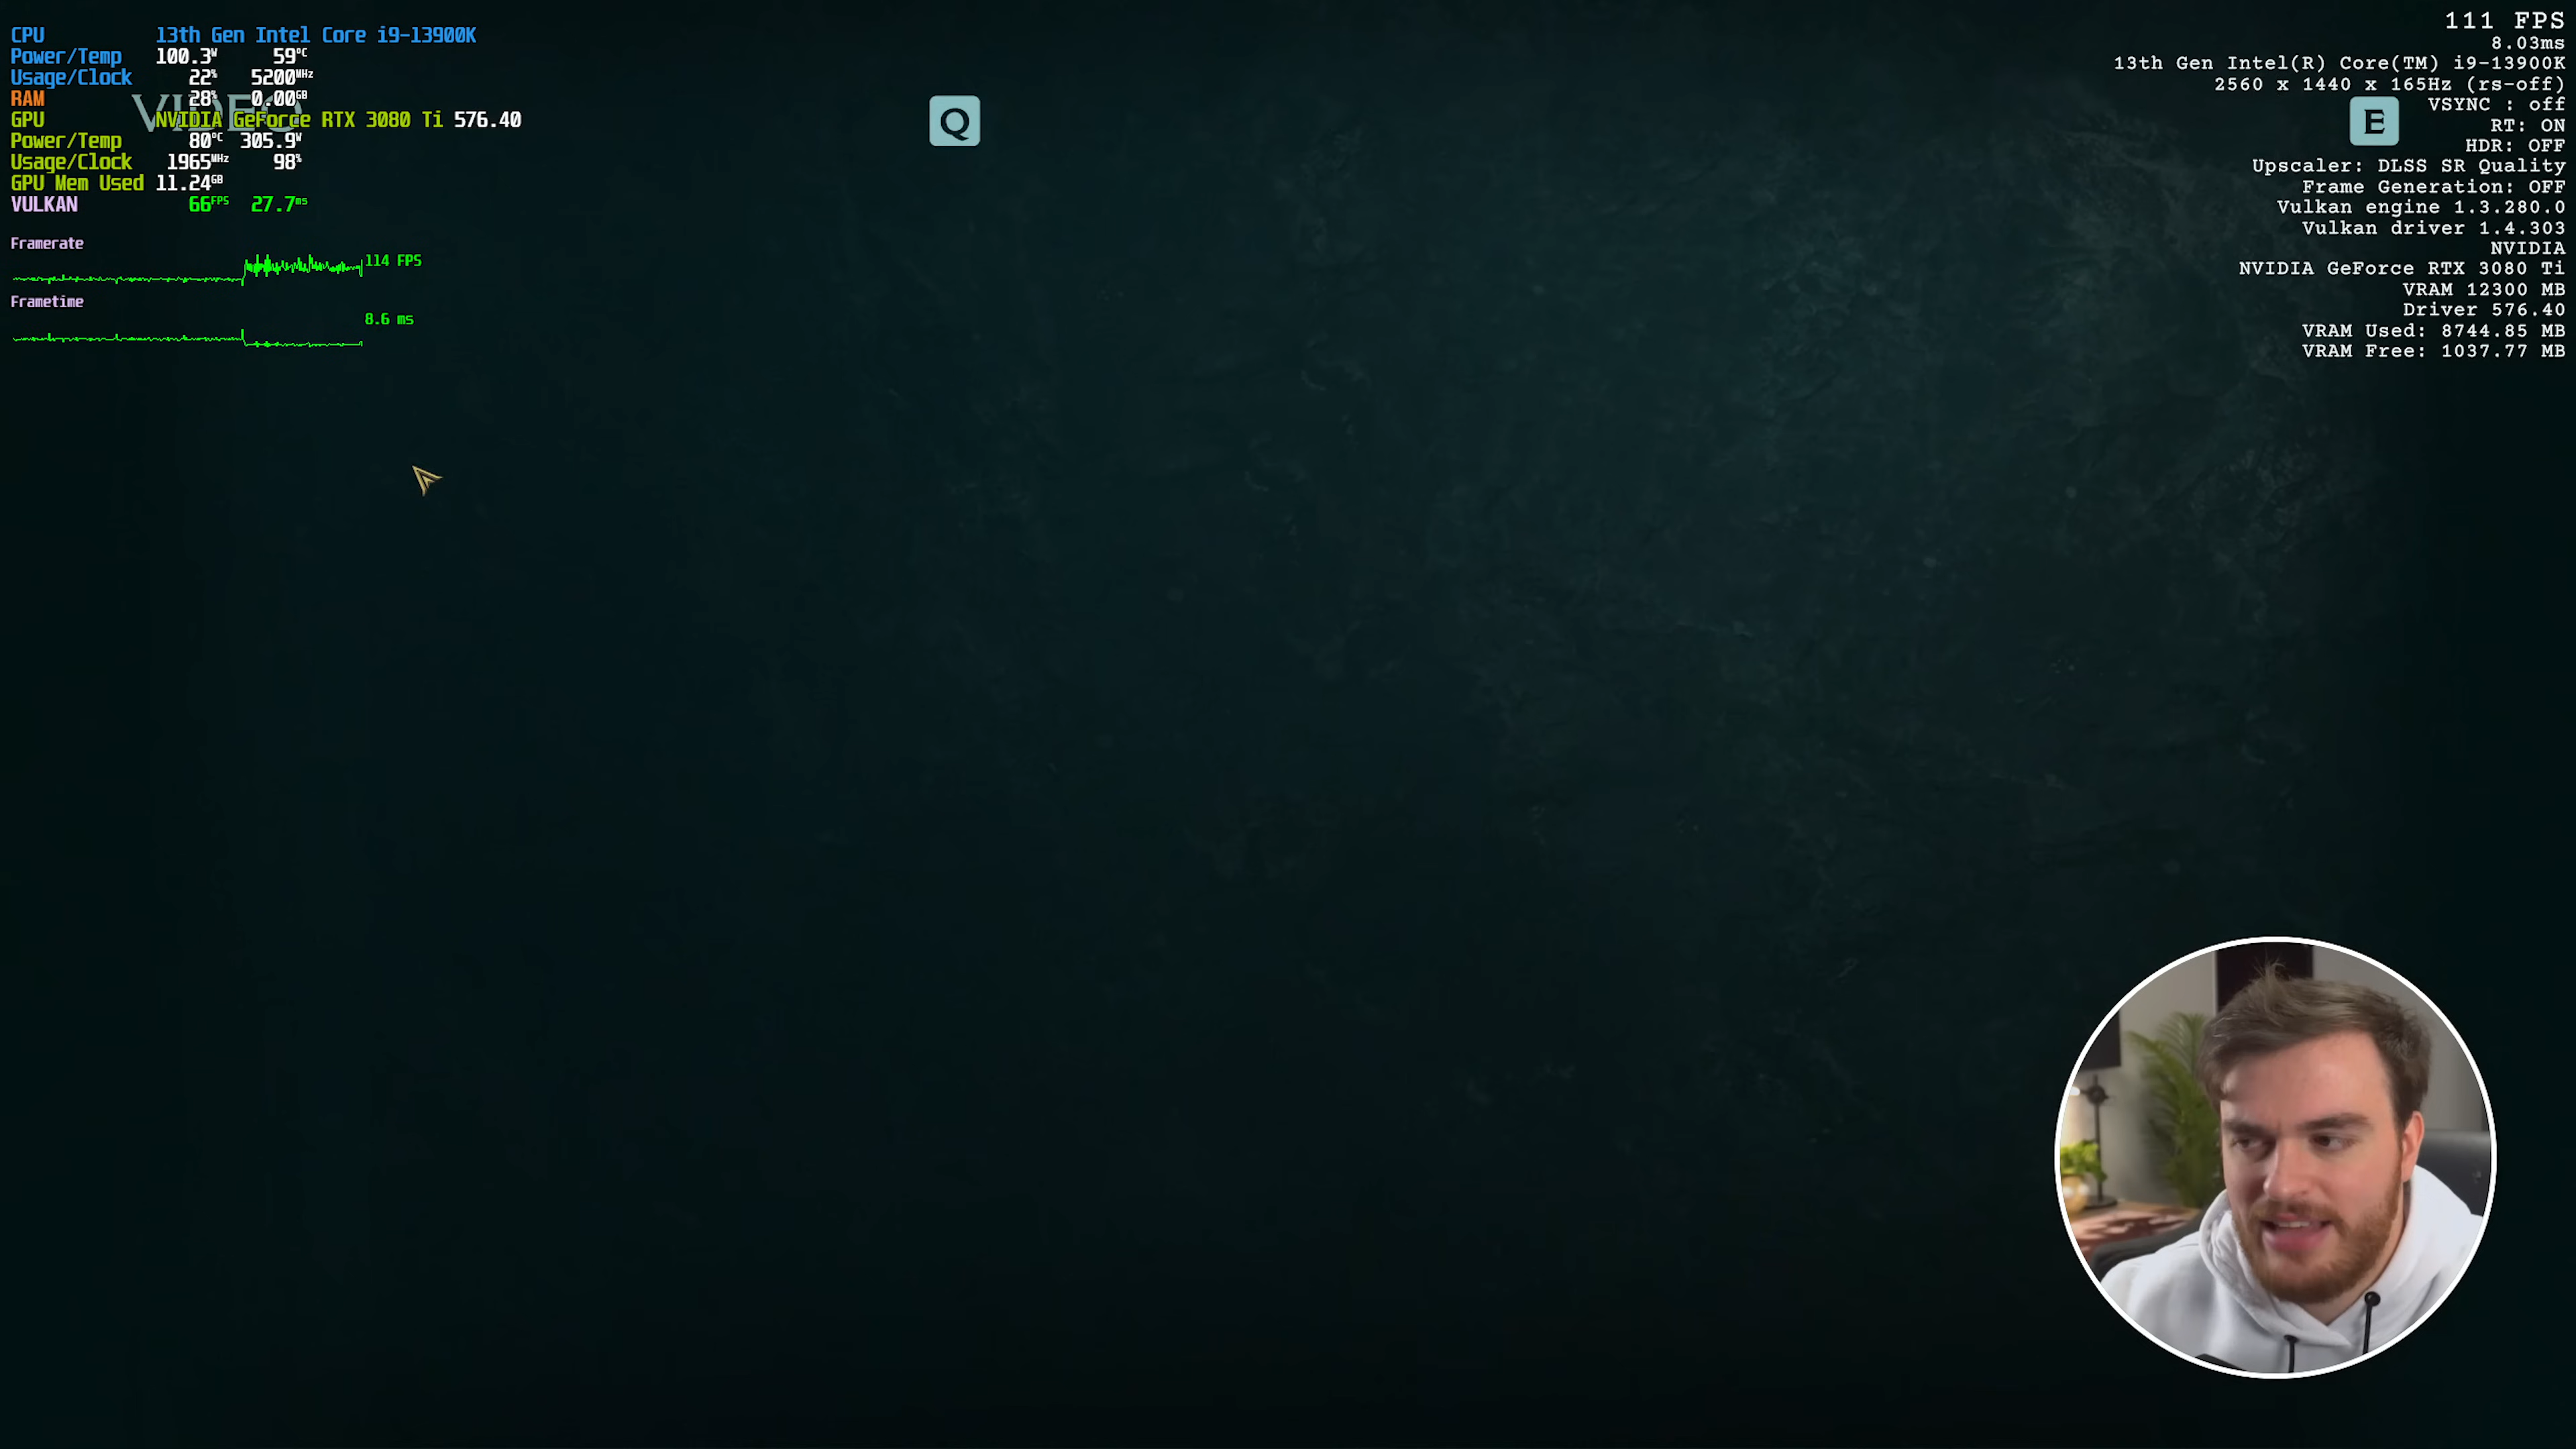 CPU 13th Gen Intel Core i9-13900K
Power/Temp 100.3W 59°C
Usage/Clock 22% 5200MHz
RAM 28% 0.00GB
VIDEO
GPU NVIDIA GeForce RTX 3080 Ti 576.40
Power/Temp 80°C 305.9W
Usage/Clock 1965MHz 98%
GPU Mem Used 11.24GB
VULKAN 66FPS 27.7ms
Framerate
114 FPS
Frametime
8.6 ms
Q
E
111 FPS
8.03ms
13th Gen Intel(R) Core(TM) i9-13900K
2560 x 1440 x 165Hz (rs-off)
VSYNC : off
RT: ON
HDR: OFF
Upscaler: DLSS SR Quality
Frame Generation: OFF
Vulkan engine 1.3.280.0
Vulkan driver 1.4.303
NVIDIA
NVIDIA GeForce RTX 3080 Ti
VRAM 12300 MB
Driver 576.40
VRAM Used: 8744.85 MB
VRAM Free: 1037.77 MB